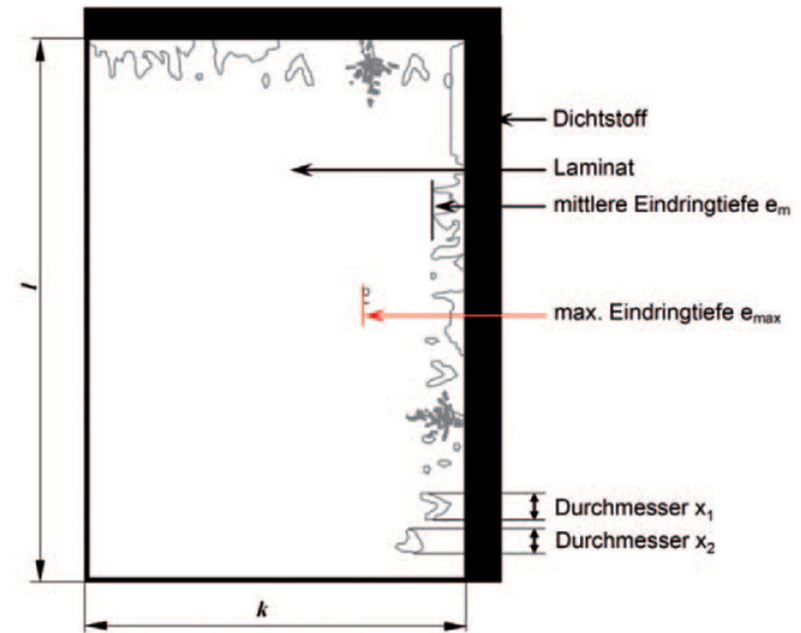 Dichtstoff
Laminat
mittlere Eindringtiefe em
l
max. Eindringtiefe emax
Durchmesser x1
Durchmesser x2
k